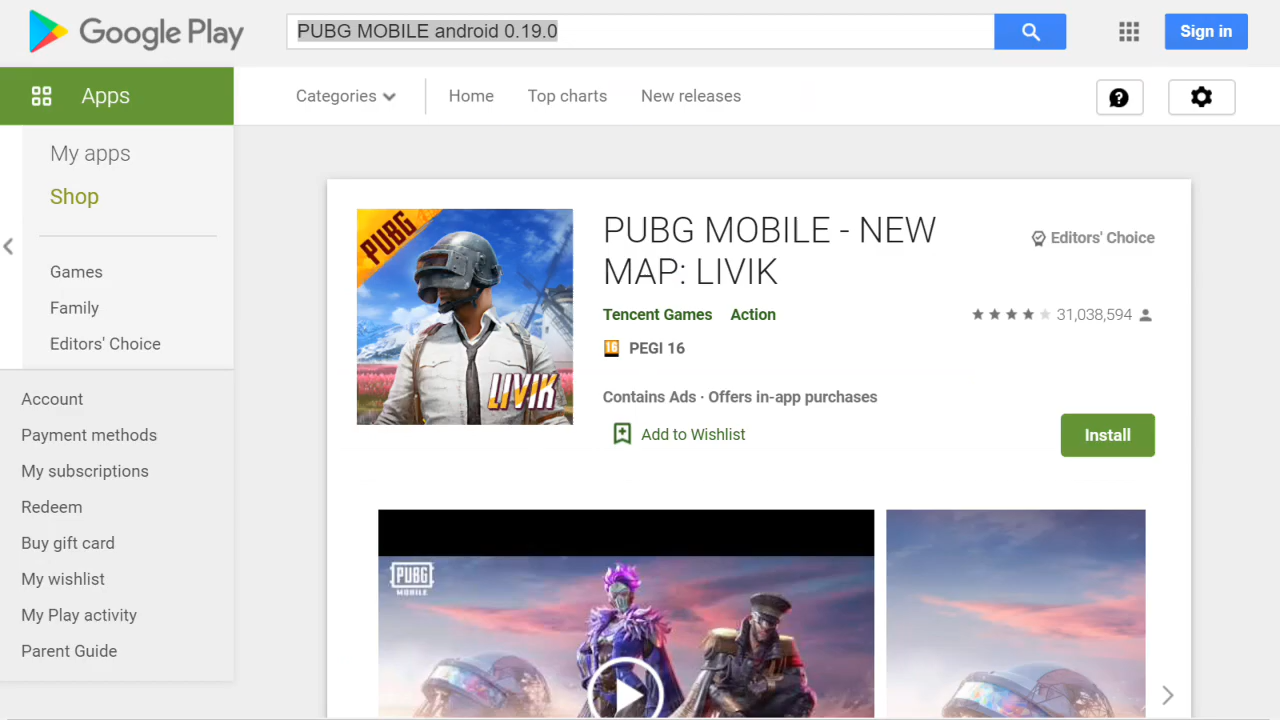 Google Play
PUBG MOBILE android 0.19.0
Sign in
Apps
Categories
Home
Top charts
New releases
?
My apps
Shop
Games
Family
Editors' Choice
Account
Payment methods
My subscriptions
Redeem
Buy gift card
My wishlist
My Play activity
Parent Guide
PUBG
LIVIK
PUBG MOBILE - NEW
MAP: LIVIK
Editors' Choice
Tencent Games
Action
31,038,594
16
PEGI 16
Contains Ads · Offers in-app purchases
Add to Wishlist
Install
PUBG
MOBILE